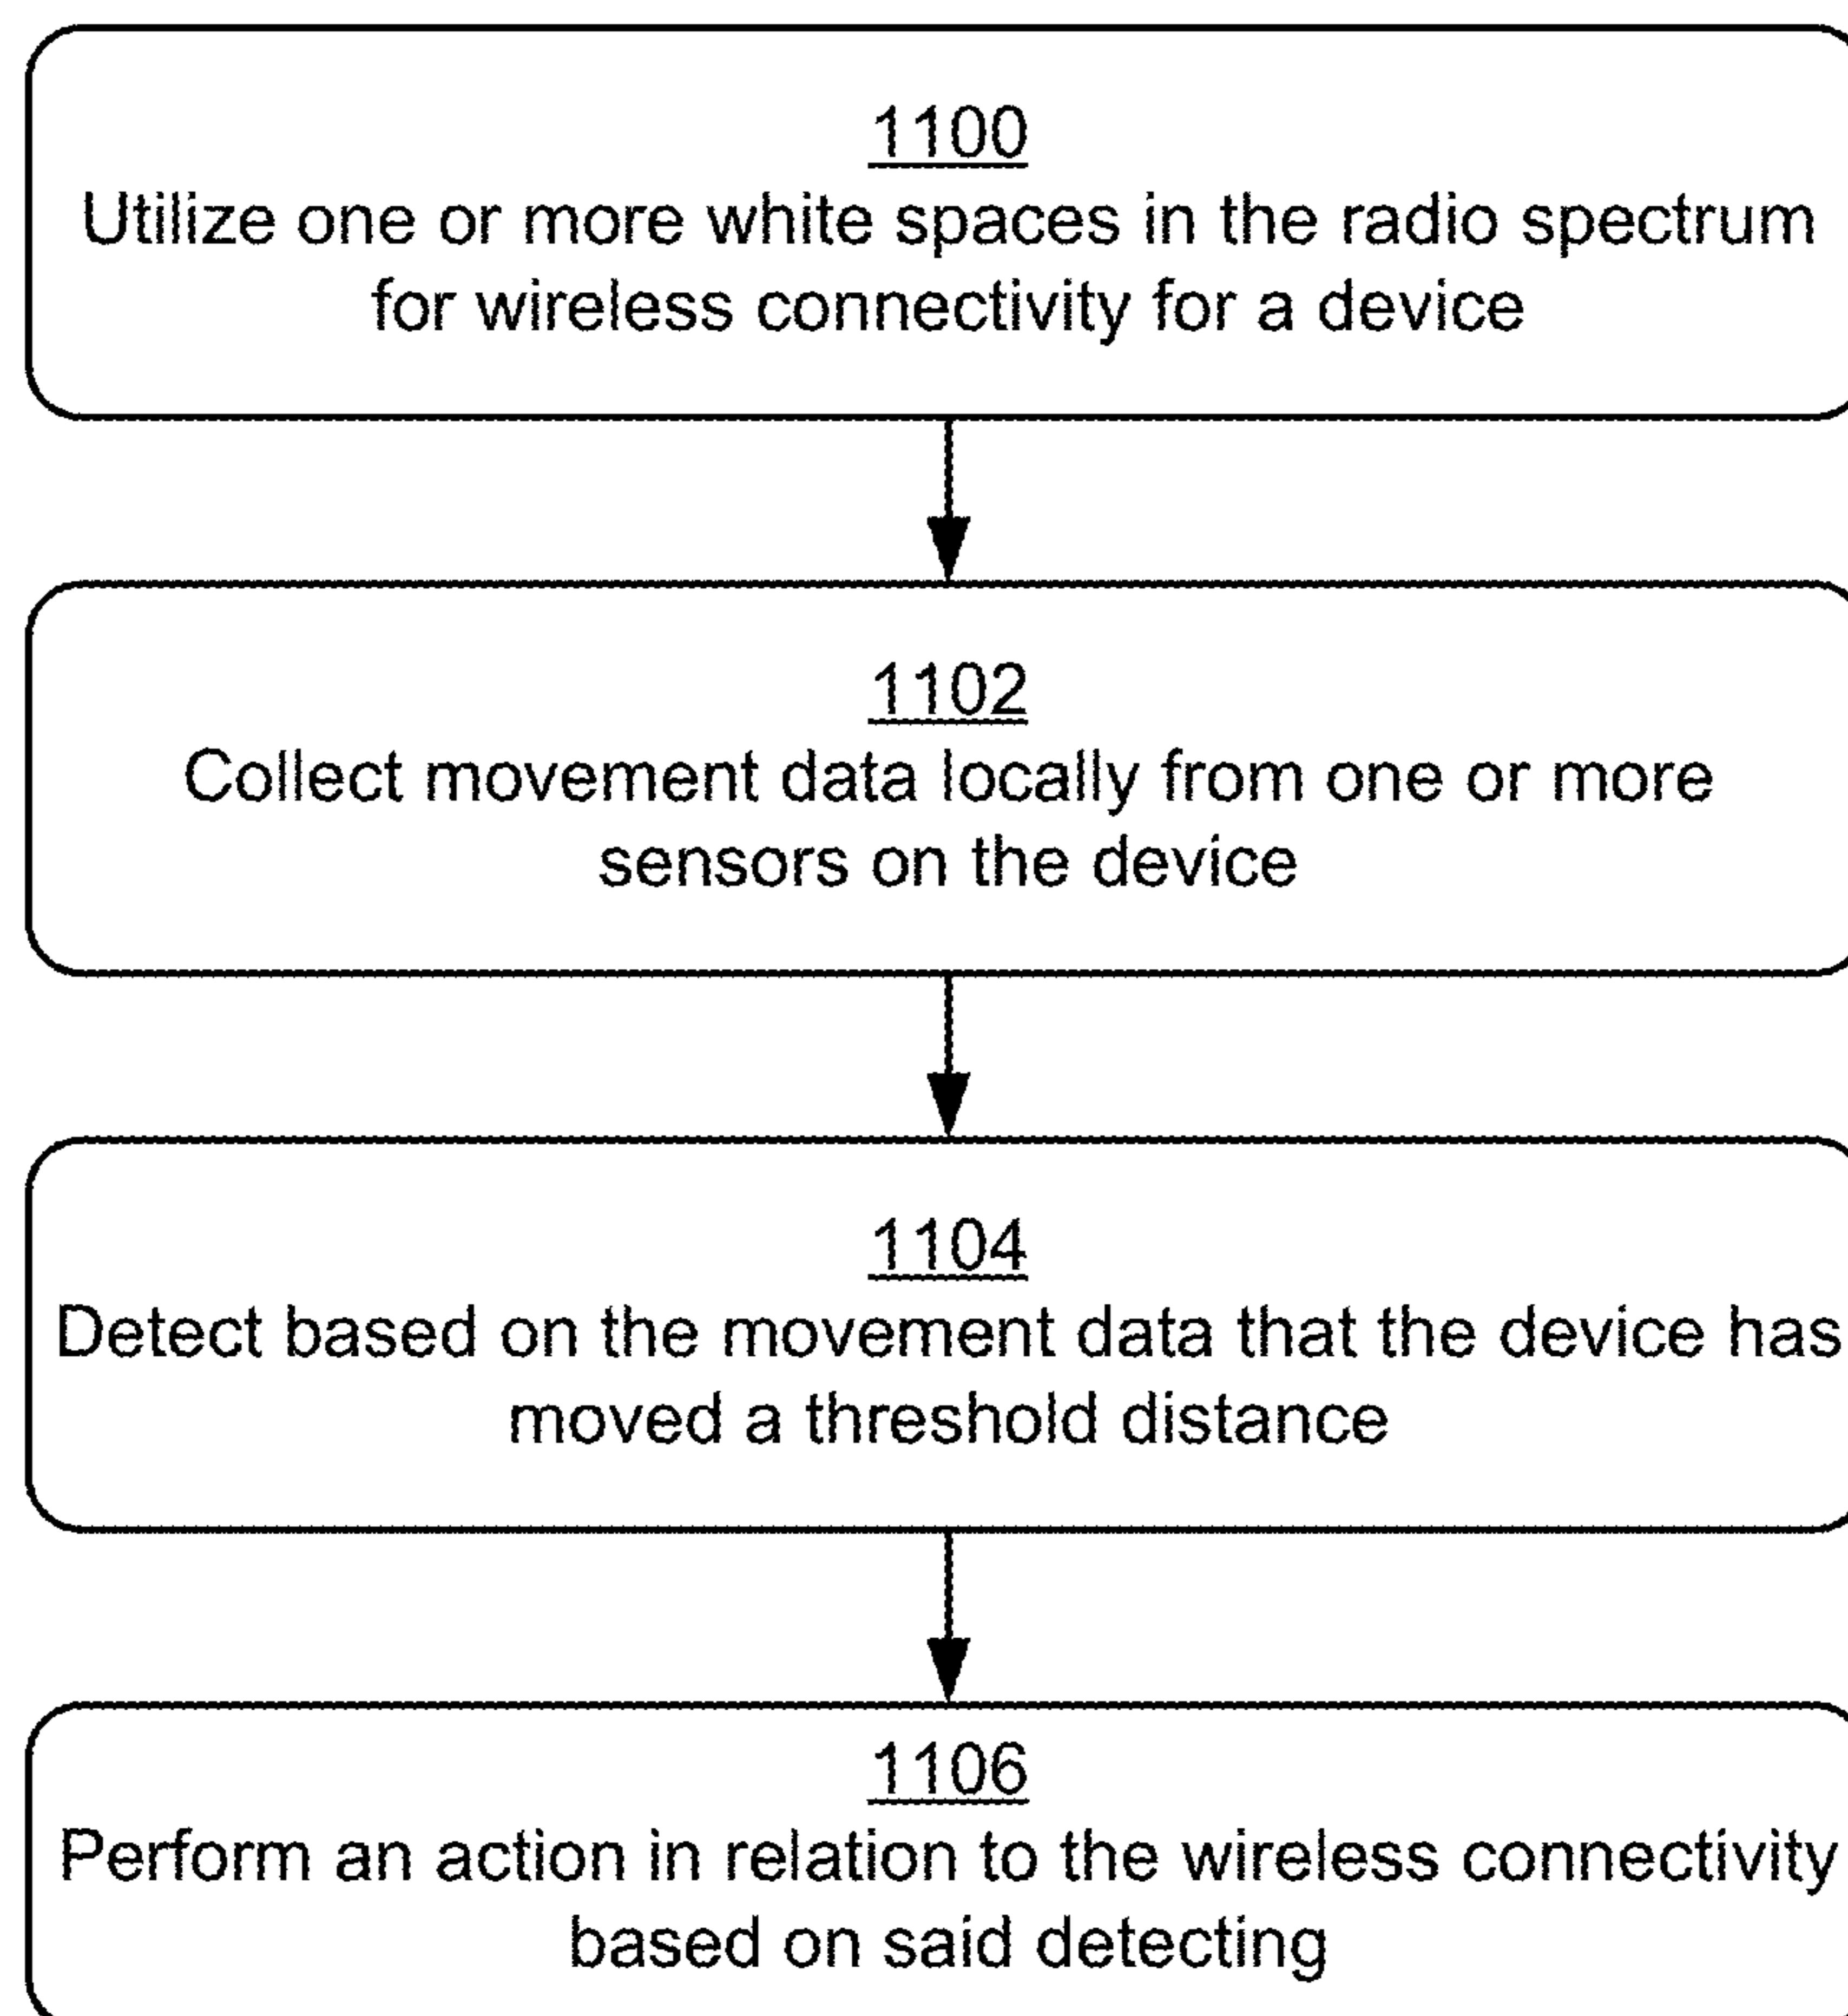 1100
Utilize one or more white spaces in the radio spectrum
for wireless connectivity for a device
1102
Collect movement data locally from one or more
sensors on the device
1104
Detect based on the movement data that the device has
moved a threshold distance
1106
Perform an action in relation to the wireless connectivity
based on said detecting